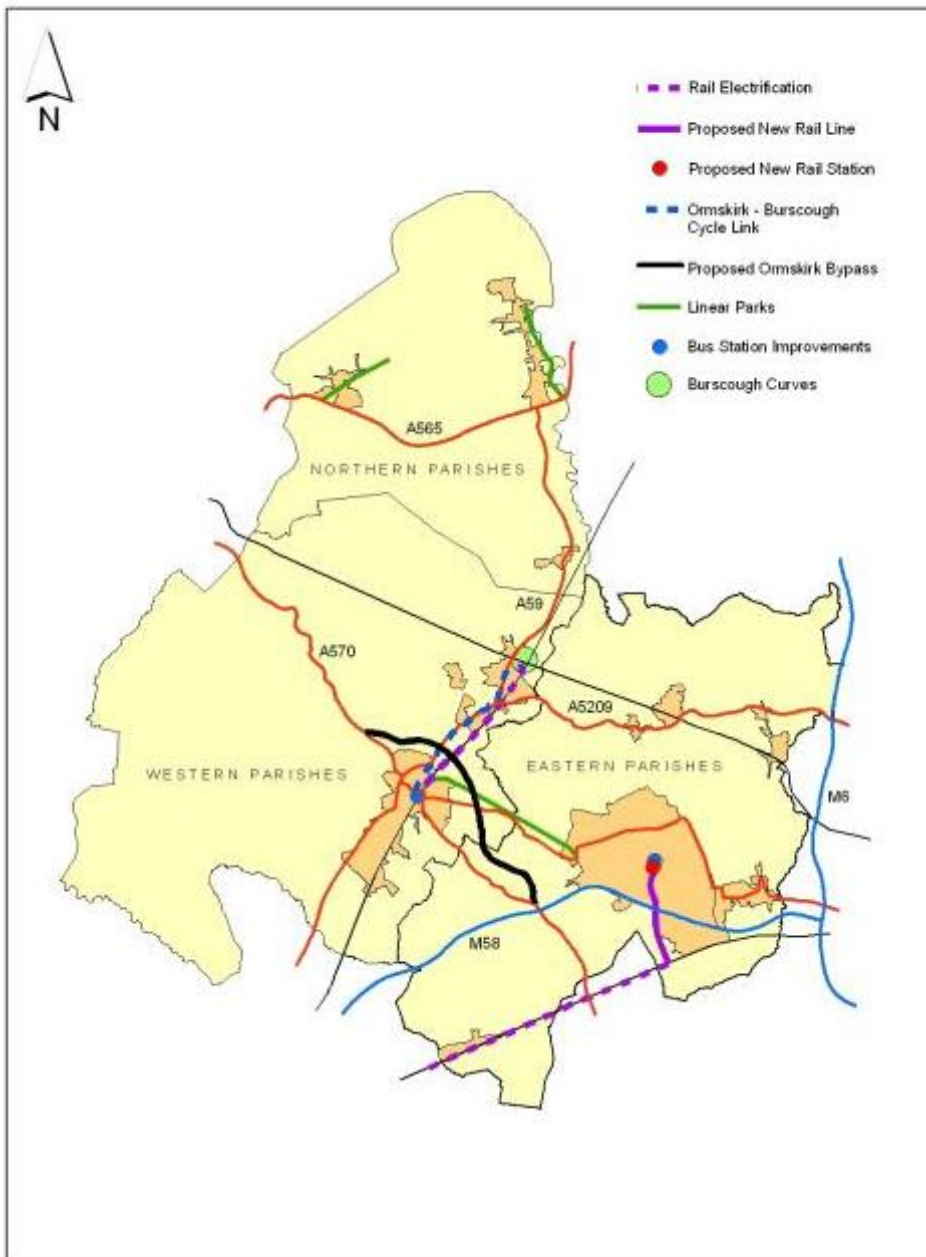 N
Rail Electrification
Proposed New Rail Line
Proposed New Rail Station
Ormskirk - Burscough
Cycle Link
Proposed Ormskirk Bypass
Linear Parks
Bus Station Improvements
Burscough Curves
A565
NORTHERN PARISHES
A59
A570
A5209
WESTERN PARISHES
EASTERN PARISHES
M6
M58